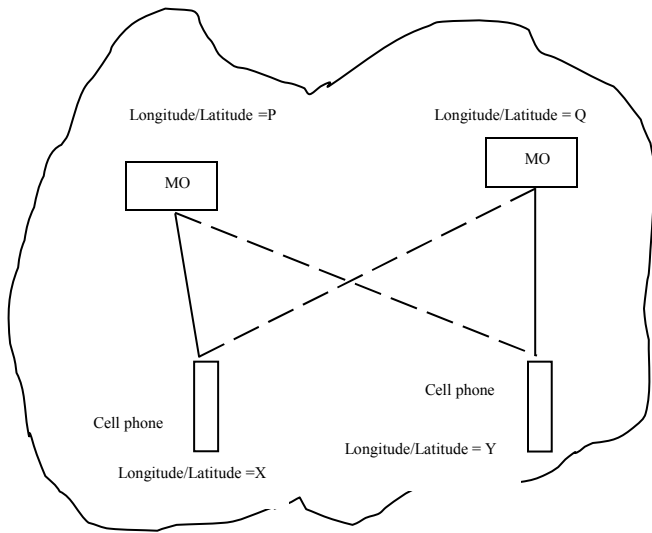 Longitude/Latitude =P
Longitude/Latitude = Q
MO
MO
Cell phone
Cell phone
Longitude/Latitude = Y
Longitude/Latitude =X